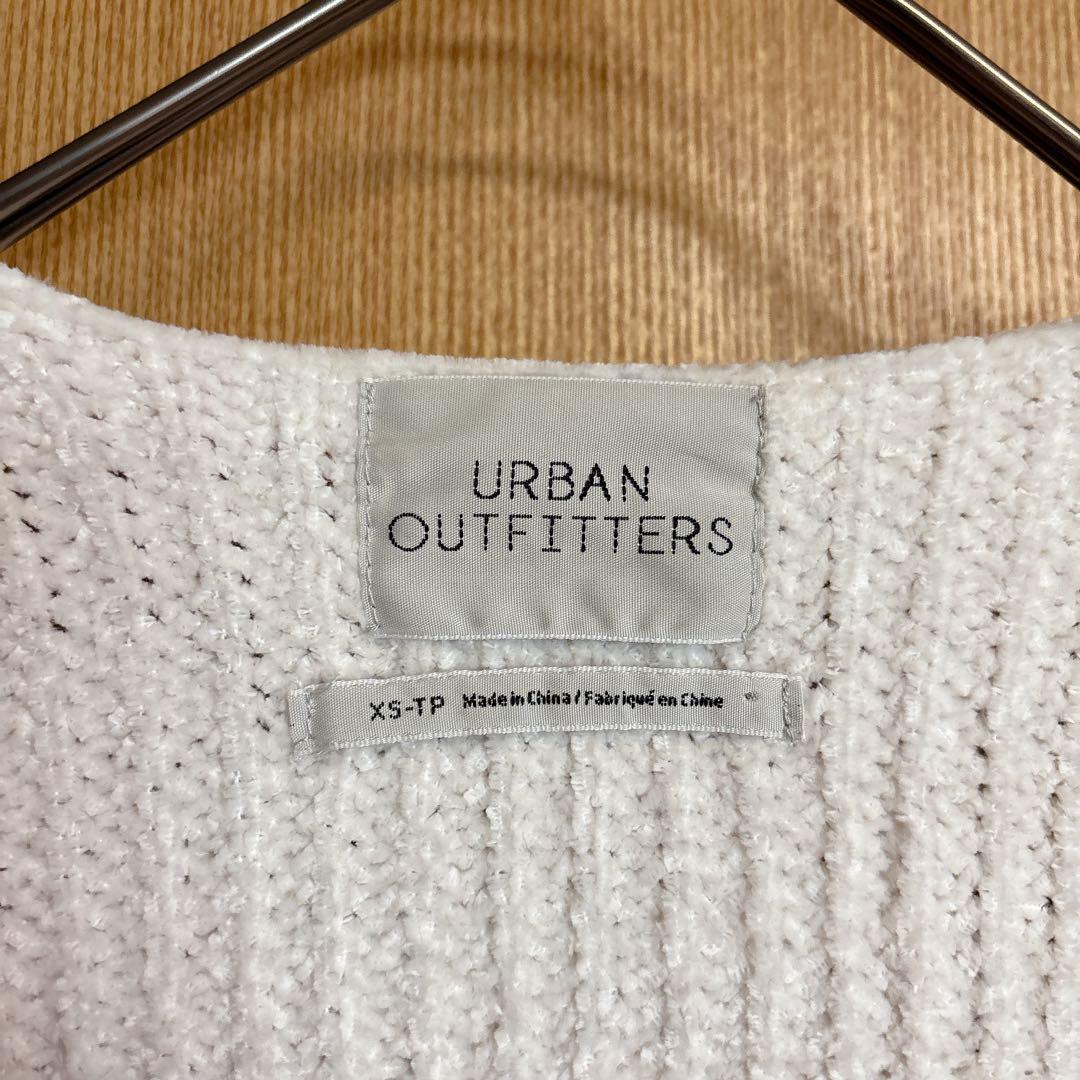 URBAN
OUTFITTERS
XS-TP Made in China / Fabriqué en Chine